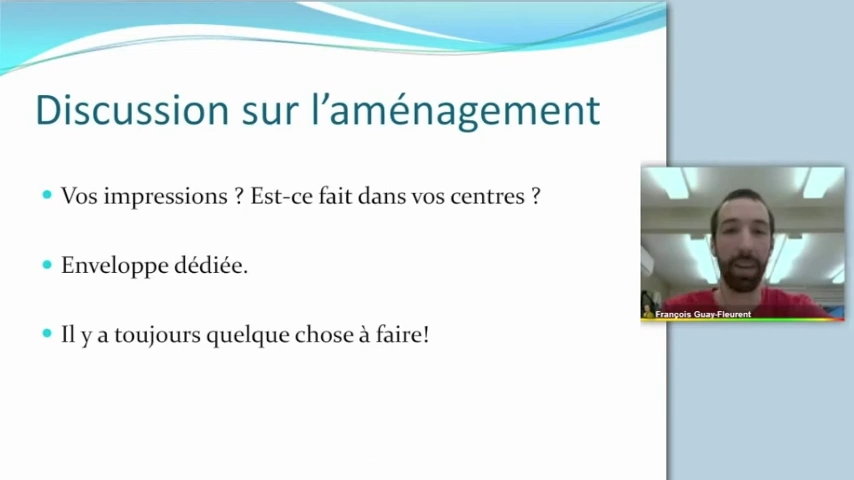 Discussion sur l’aménagement
Vos impressions ? Est-ce fait dans vos centres ?
Enveloppe dédiée.
Il y a toujours quelque chose à faire!
François Guay-Fleurent